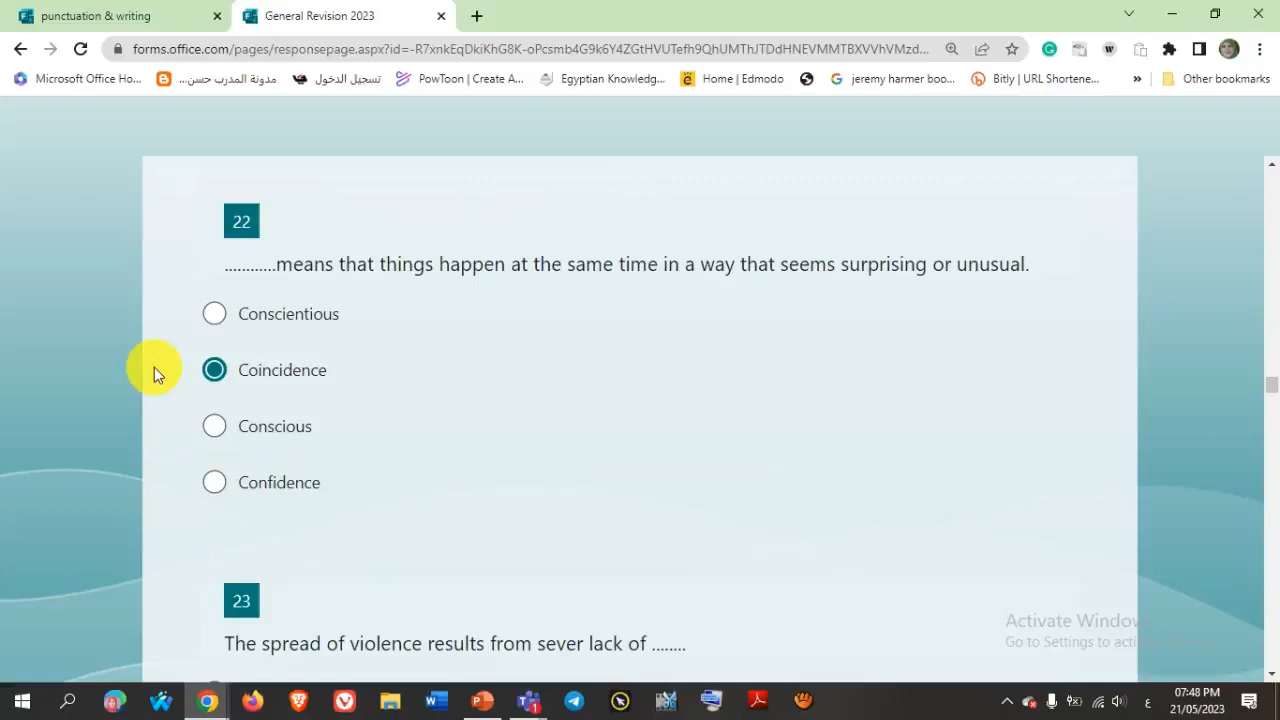 punctuation & writing
General Revision 2023
forms.office.com/pages/responsepage.aspx?id=-R7xnkEqDkiKhG8K-oPcsmb4G9k6Y4ZGtHVUTefh9QhUMThJTDdHNEVMMTBXVVhVMzd...
Microsoft Office Ho...
مدونة المدرب حسن...
تسجيل الدخول
PowToon | Create A...
Egyptian Knowledg...
Home | Edmodo
jeremy harmer boo...
Bitly | URL Shortene...
»
Other bookmarks
22
............means that things happen at the same time in a way that seems surprising or unusual.
Conscientious
Coincidence
Conscious
Confidence
23
The spread of violence results from sever lack of ........
Activate Window
Go to Settings to acti
ع
07:48 PM
21/05/2023